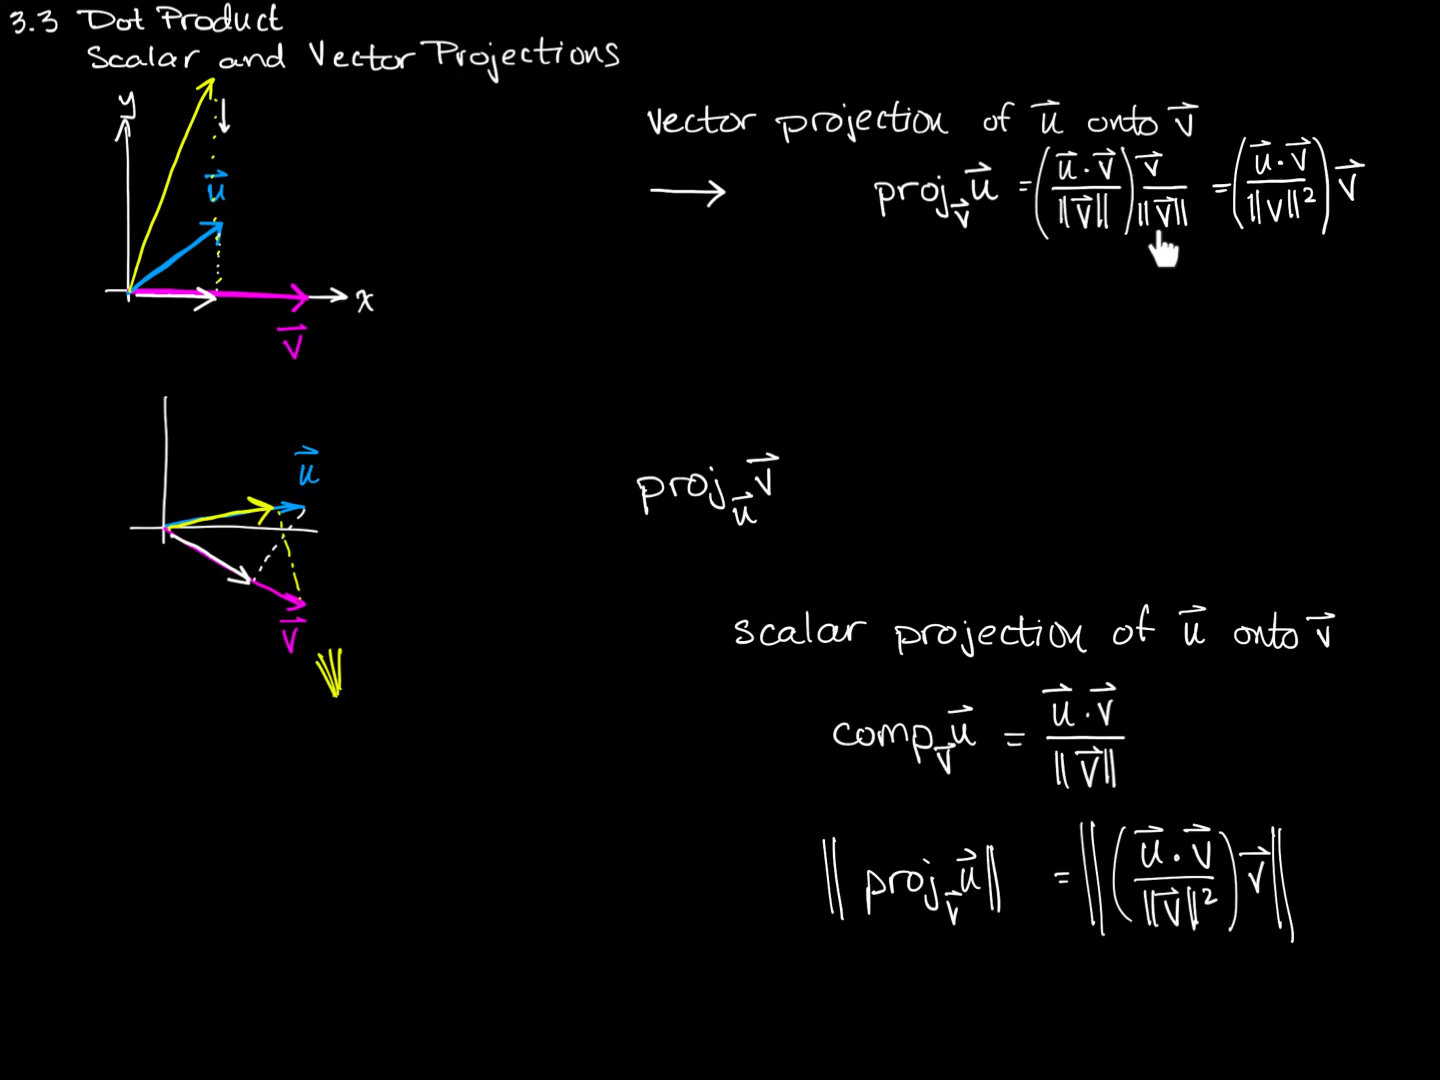 3.3 Dot Product
Scalar and Vector Projections
y
u⃗
x
v⃗
vector projection of u⃗ onto v⃗
⟶ proj_v⃗ u⃗ = (u⃗ · v⃗ / ‖v⃗‖) v⃗ / ‖v⃗‖ = (u⃗ · v⃗ / ‖v‖²) v⃗
u⃗
v⃗
proj_u⃗ v⃗
scalar projection of u⃗ onto v⃗
comp_v⃗ u⃗ = u⃗ · v⃗ / ‖v⃗‖
‖ proj_v⃗ u⃗ ‖ = ‖ (u⃗ · v⃗ / ‖v⃗‖²) v⃗ ‖